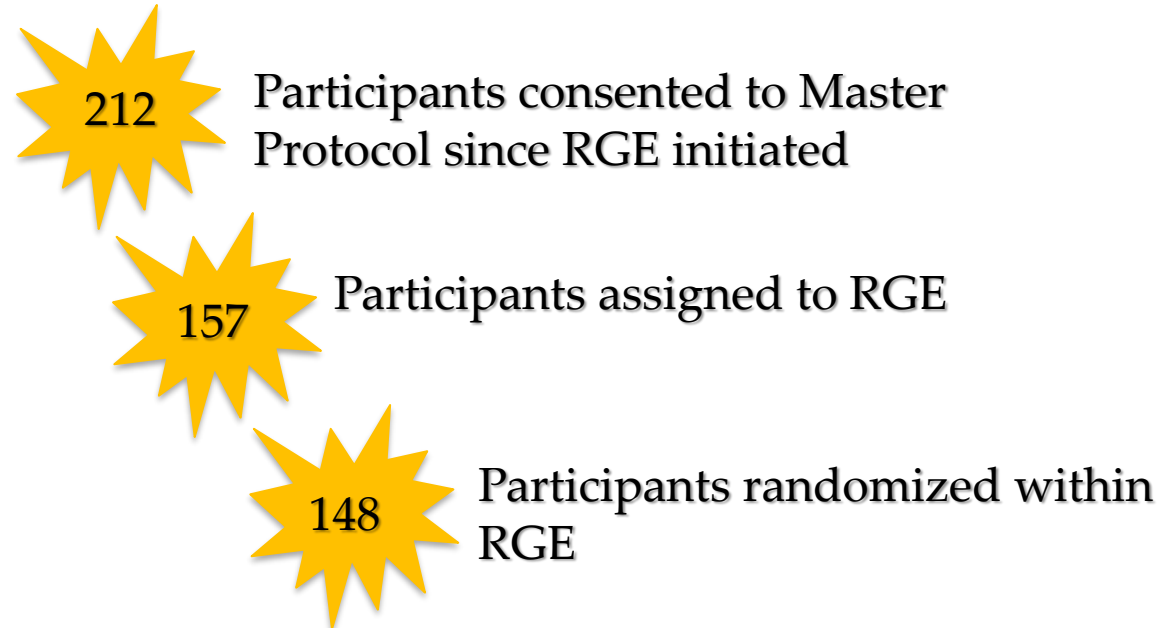 212
Participants consented to Master
Protocol since RGE initiated
157
Participants assigned to RGE
148
Participants randomized within
RGE